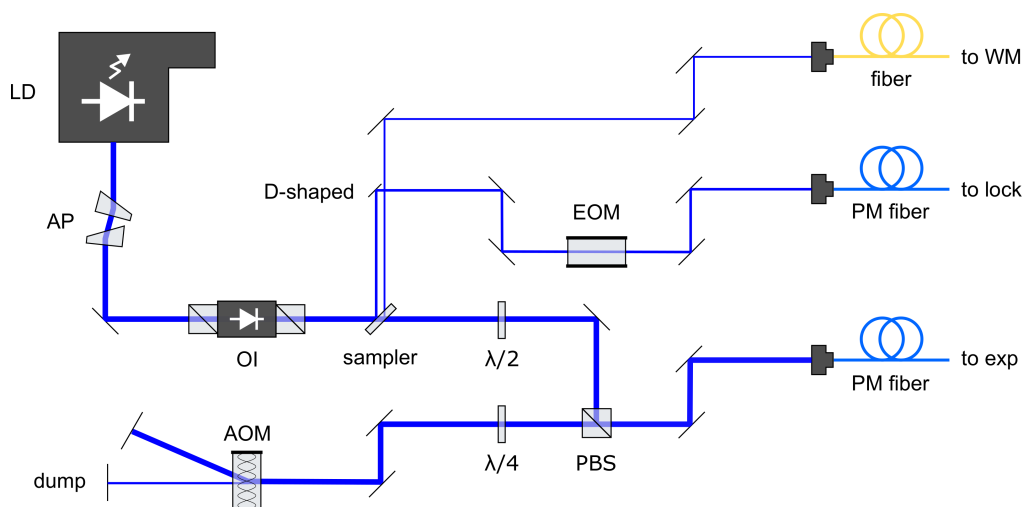 to WM
LD
fiber
D-shaped
to lock
EOM
PM fiber
AP
OI
sampler
λ/2
to exp
PM fiber
AOM
λ/4
PBS
dump